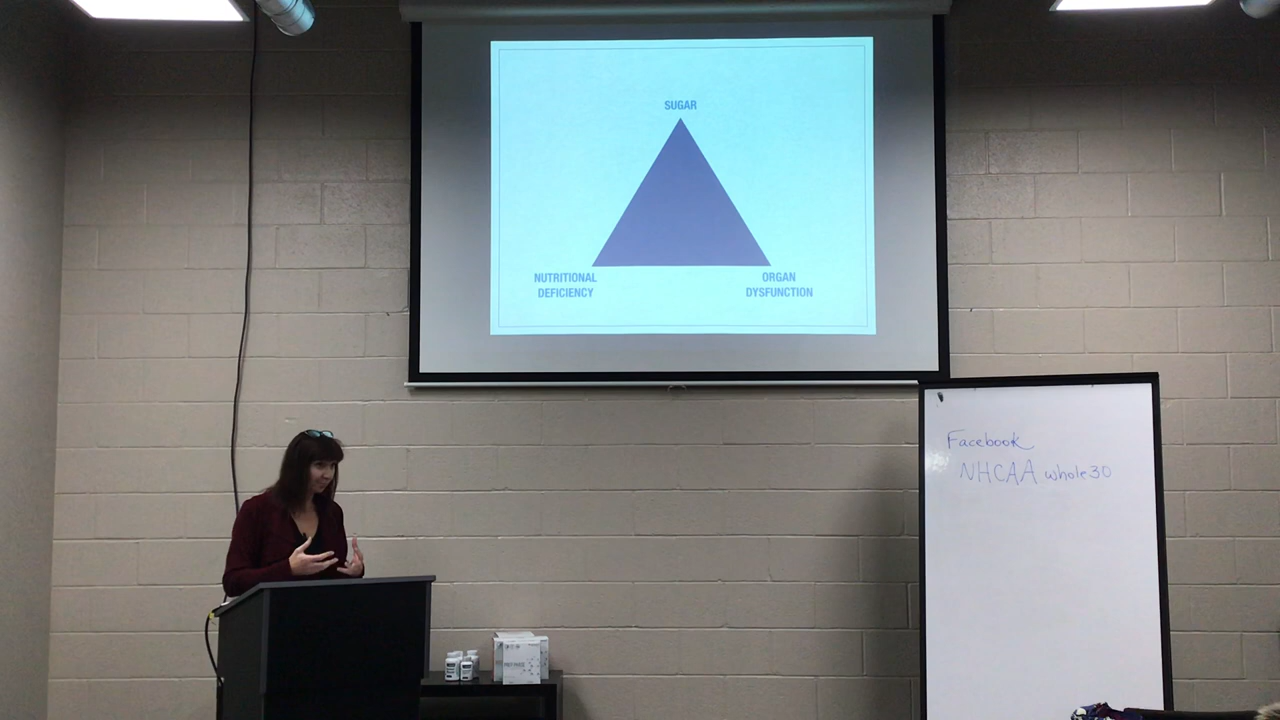 SUGAR
NUTRITIONAL
DEFICIENCY
ORGAN
DYSFUNCTION
Facebook
NHCAA whole30